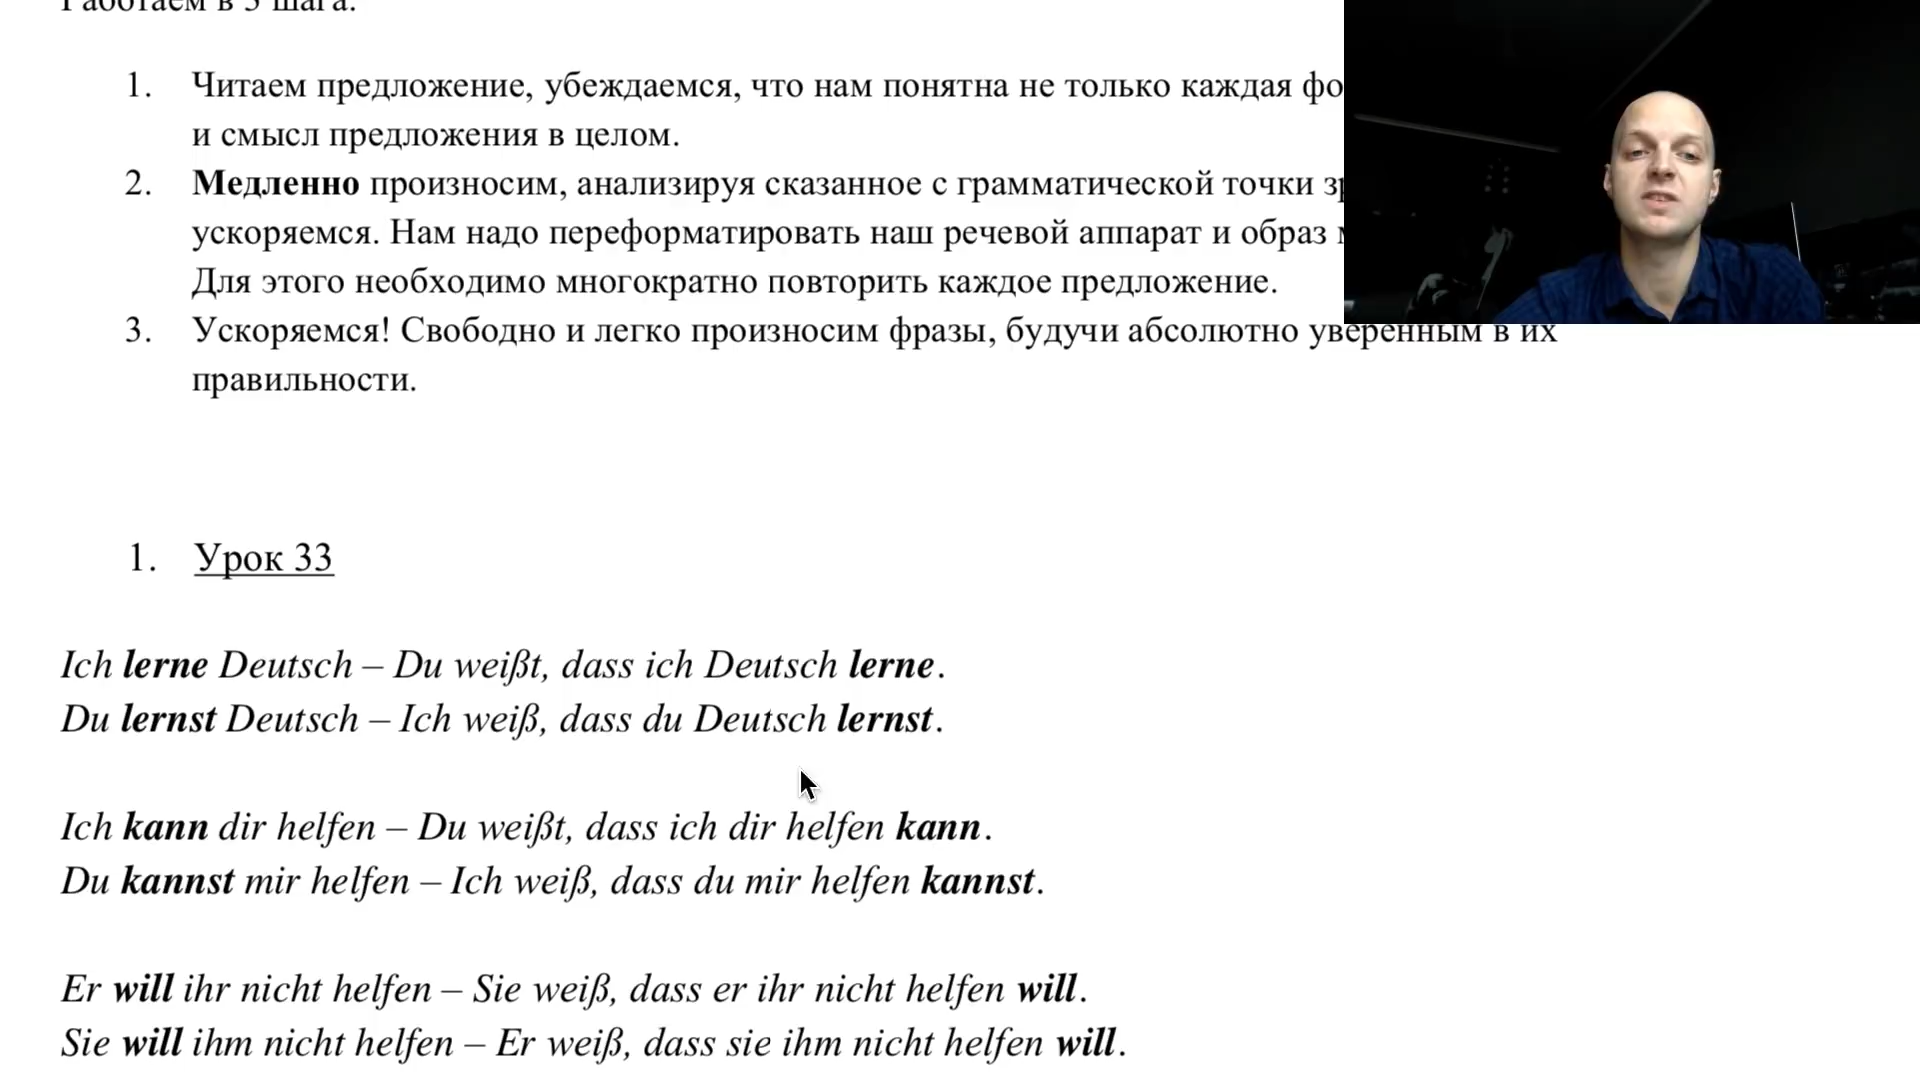 Работаем в 3 шага:
1. Читаем предложение, убеждаемся, что нам понятна не только каждая
и смысл предложения в целом.
2. Медленно произносим, анализируя сказанное с грамматической точки
ускоряемся. Нам надо переформатировать наш речевой аппарат и образ
Для этого необходимо многократно повторить каждое предложение.
3. Ускоряемся! Свободно и легко произносим фразы, будучи абсолютно уверенным в их
правильности.
1. Урок 33
Ich lerne Deutsch – Du weißt, dass ich Deutsch lerne.
Du lernst Deutsch – Ich weiß, dass du Deutsch lernst.
Ich kann dir helfen – Du weißt, dass ich dir helfen kann.
Du kannst mir helfen – Ich weiß, dass du mir helfen kannst.
Er will ihr nicht helfen – Sie weiß, dass er ihr nicht helfen will.
Sie will ihm nicht helfen – Er weiß, dass sie ihm nicht helfen will.